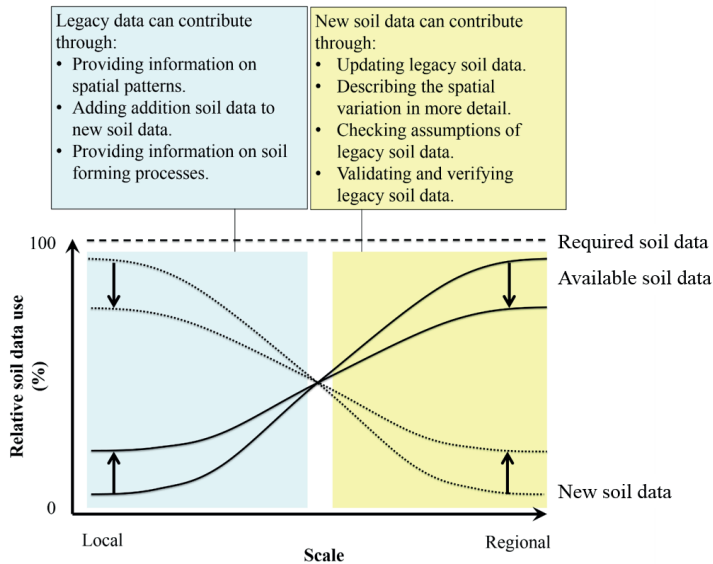 Legacy data can contribute
through:
• Providing information on
spatial patterns.
• Adding addition soil data to
new soil data.
• Providing information on soil
forming processes.
New soil data can contribute
through:
• Updating legacy soil data.
• Describing the spatial
variation in more detail.
• Checking assumptions of
legacy soil data.
• Validating and verifying
legacy soil data.
100
Required soil data
Available soil data
Relative soil data use
(%)
New soil data
0
Local
Regional
Scale